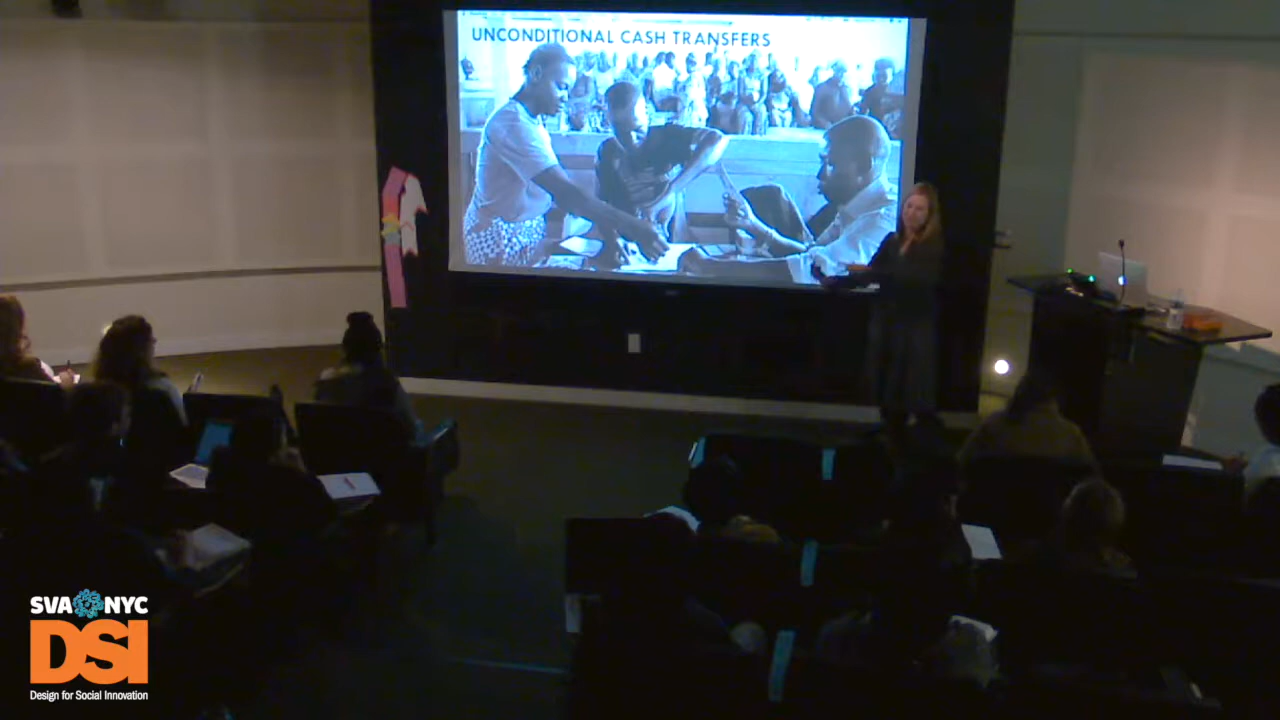 UNCONDITIONAL CASH TRANSFERS
SVA NYC
DSI
Design for Social Innovation